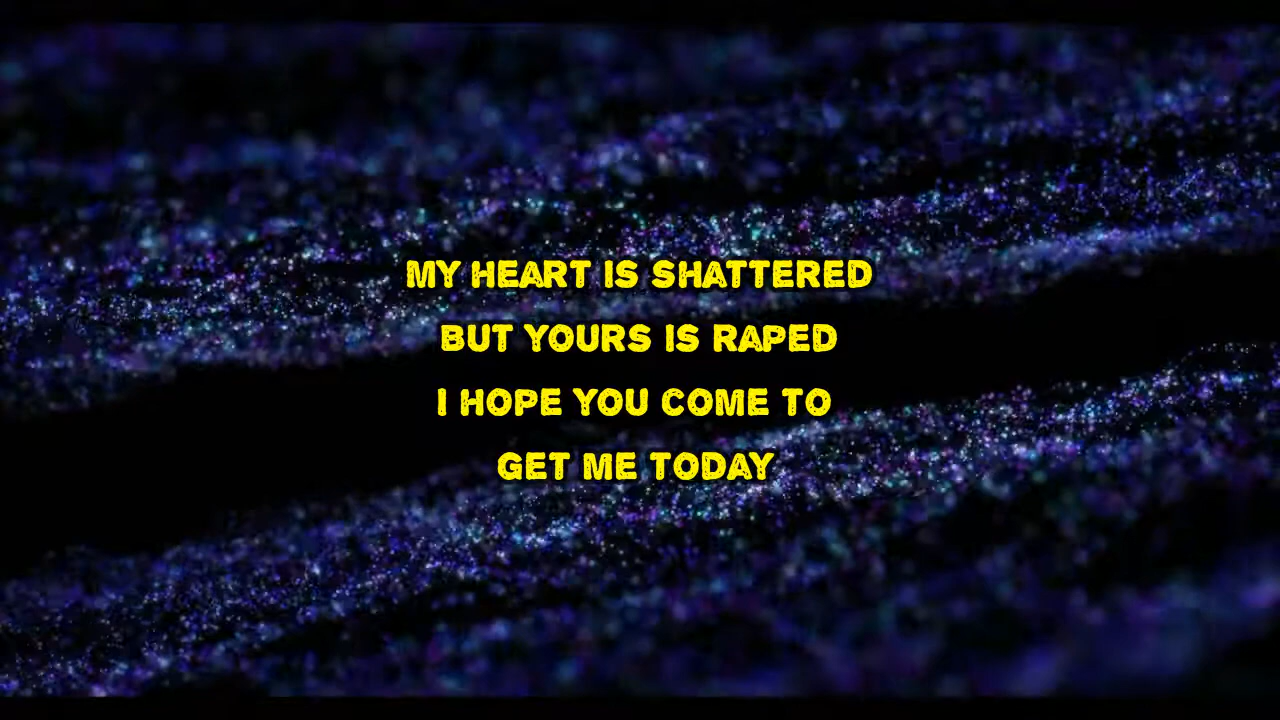 MY HEART IS SHATTERED
BUT YOURS IS RAPED
I HOPE YOU COME TO
GET ME TODAY